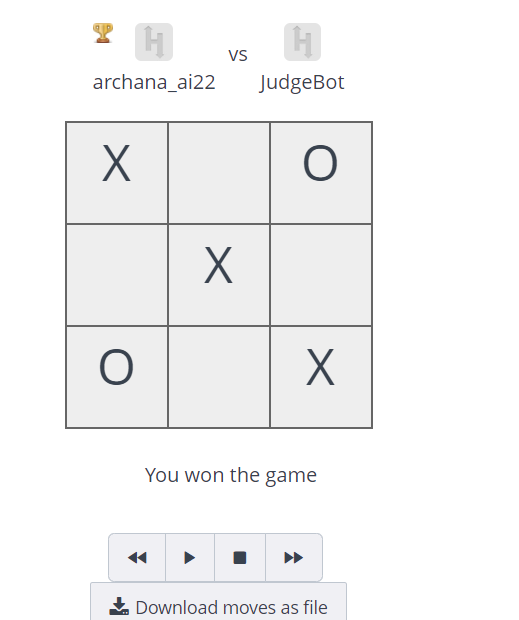 vs
archana_ai22 JudgeBot
X O
X
O X
You won the game
Download moves as file